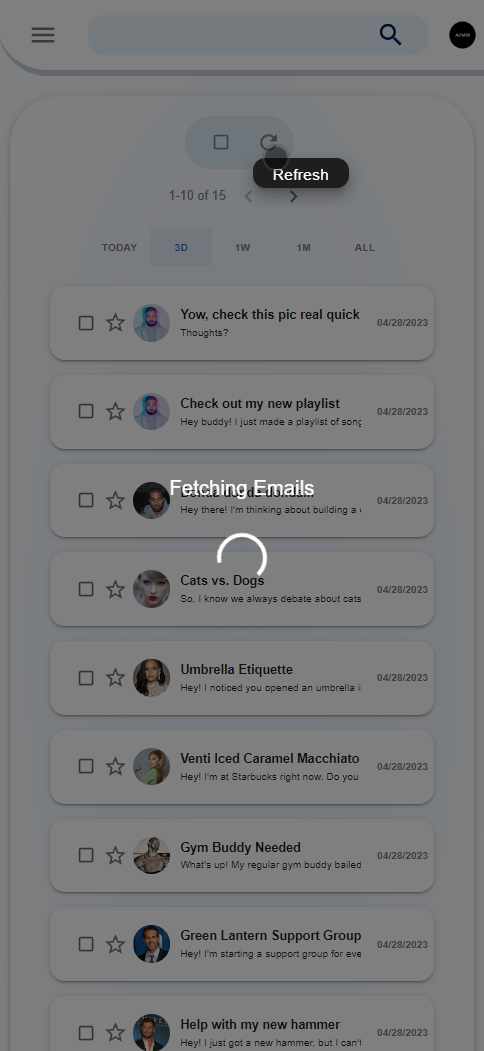 ADMIN
Refresh
1-10 of 15
TODAY 3D 1W 1M ALL
Yow, check this pic real quick
Thoughts?
04/28/2023
Check out my new playlist
Hey buddy! I just made a playlist of song
04/28/2023
Fetching Emails
Hey there! I'm thinking about building a
04/28/2023
Cats vs. Dogs
So, I know we always debate about cats
04/28/2023
Umbrella Etiquette
Hey! I noticed you opened an umbrella
04/28/2023
Venti Iced Caramel Macchiato
Hey! I'm at Starbucks right now. Do you
04/28/2023
Gym Buddy Needed
What's up! My regular gym buddy bailed
04/28/2023
Green Lantern Support Group
Hey! I'm starting a support group for eve
04/28/2023
Help with my new hammer
Hey! I just got a new hammer, but I can't
04/28/2023